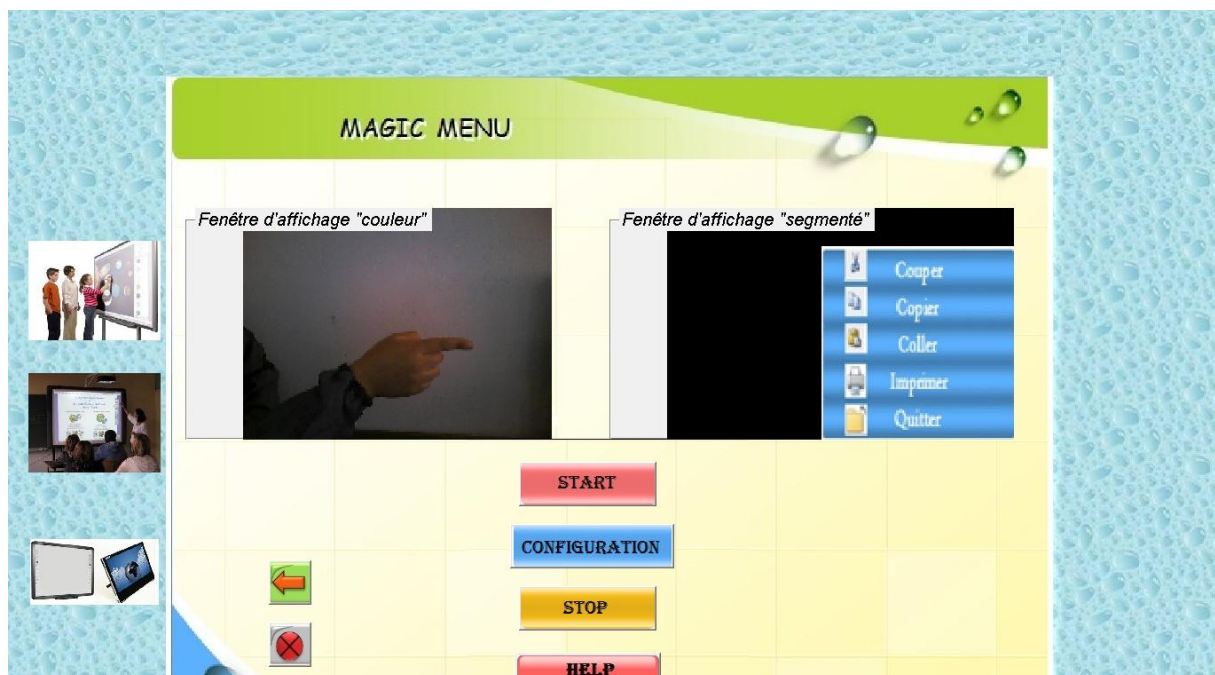 MAGIC MENU
Fenêtre d'affichage "couleur"
Fenêtre d'affichage "segmenté"
Couper
Copier
Coller
Imprimer
Quitter
START
CONFIGURATION
STOP
HELP